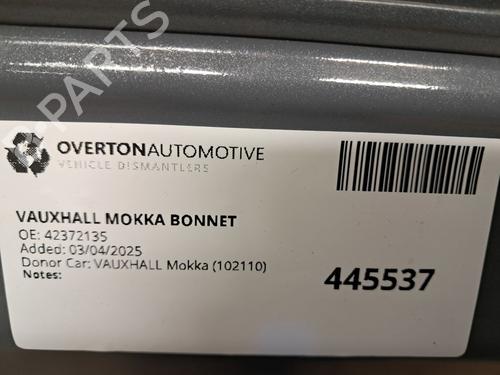 B-PARTS
OVERTONAUTOMOTIVE
VEHICLE DISMANTLERS
VAUXHALL MOKKA BONNET
OE: 42372135
Added: 03/04/2025
Donor Car: VAUXHALL Mokka (102110)
Notes:
445537